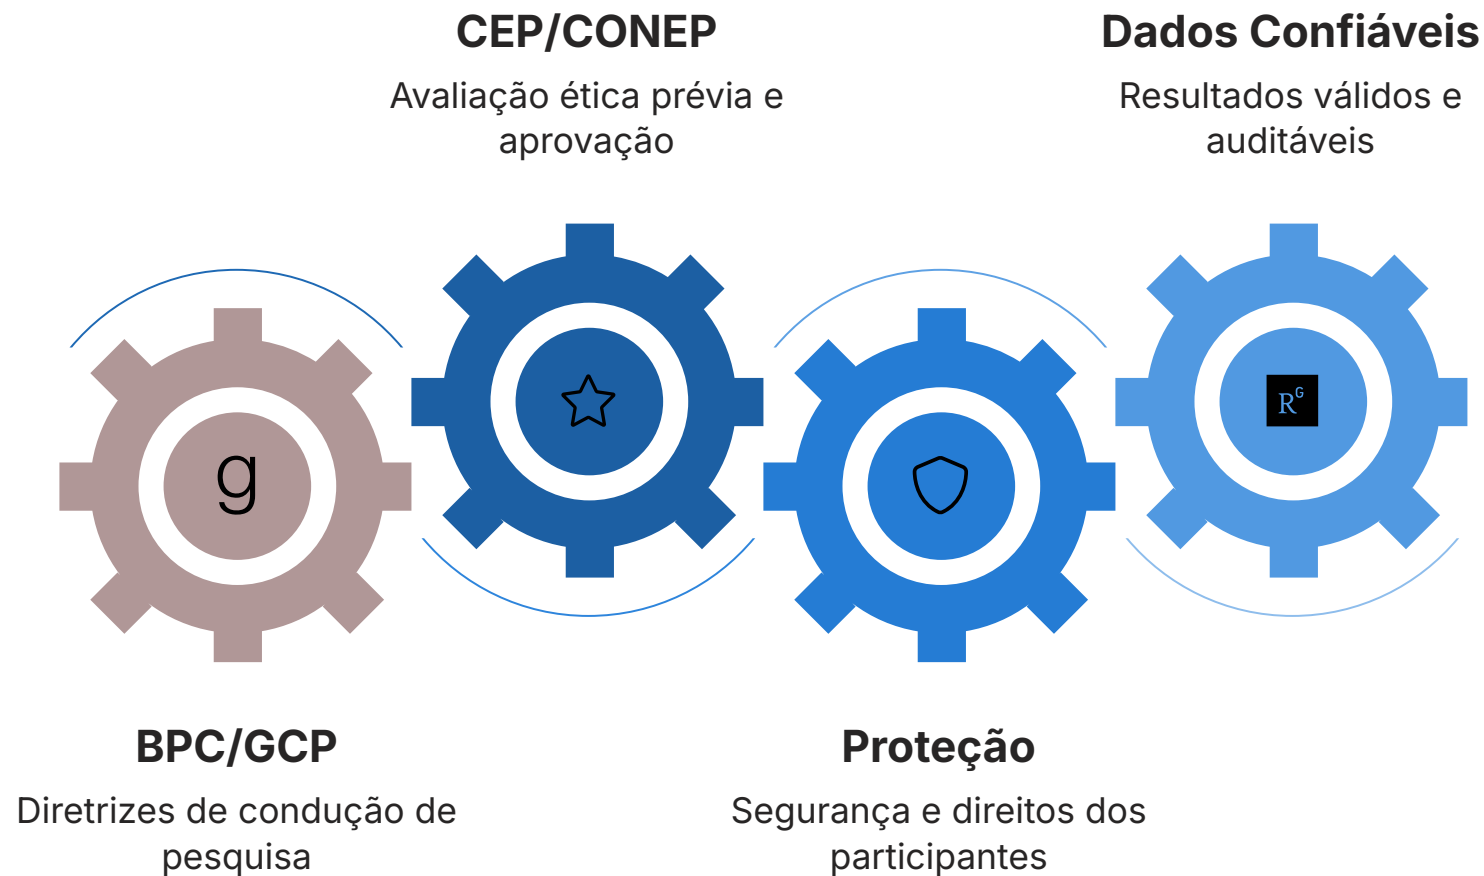 CEP/CONEP
Avaliação ética prévia e
aprovação
Dados Confiáveis
Resultados válidos e
auditáveis
g
RG
BPC/GCP
Diretrizes de condução de
pesquisa
Proteção
Segurança e direitos dos
participantes